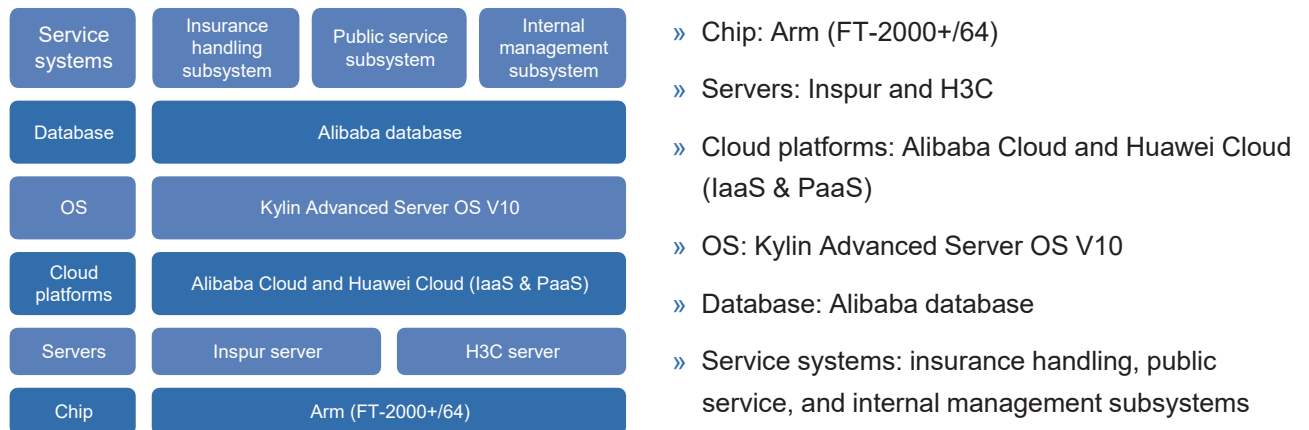 Service
systems
Insurance
handling
subsystem
Public service
subsystem
Internal
management
subsystem
Database
Alibaba database
OS
Kylin Advanced Server OS V10
Cloud
platforms
Alibaba Cloud and Huawei Cloud (IaaS & PaaS)
Servers
Inspur server
H3C server
Chip
Arm (FT-2000+/64)
» Chip: Arm (FT-2000+/64)
» Servers: Inspur and H3C
» Cloud platforms: Alibaba Cloud and Huawei Cloud
(IaaS & PaaS)
» OS: Kylin Advanced Server OS V10
» Database: Alibaba database
» Service systems: insurance handling, public
service, and internal management subsystems